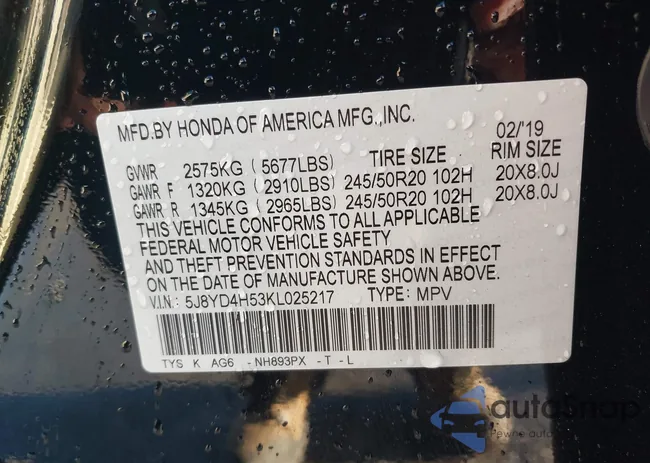 MFD.BY HONDA OF AMERICA MFG.,INC. 02/'19
GVWR 2575KG (5677LBS) TIRE SIZE RIM SIZE
GAWR F 1320KG (2910LBS) 245/50R20 102H 20X8.0J
GAWR R 1345KG (2965LBS) 245/50R20 102H 20X8.0J
THIS VEHICLE CONFORMS TO ALL APPLICABLE
FEDERAL MOTOR VEHICLE SAFETY
AND THEFT PREVENTION STANDARDS IN EFFECT
ON THE DATE OF MANUFACTURE SHOWN ABOVE.
V.I.N.: 5J8YD4H53KL025217 TYPE: MPV
TYS K AG6 - NH893PX - T - L
autoSnap
Pewne-auto